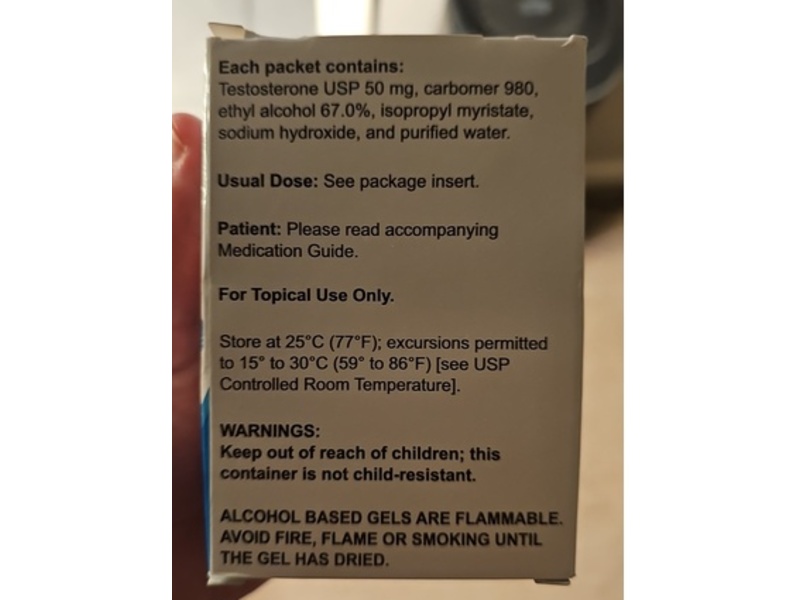 Each packet contains:
Testosterone USP 50 mg, carbomer 980,
ethyl alcohol 67.0%, isopropyl myristate,
sodium hydroxide, and purified water.
Usual Dose: See package insert.
Patient: Please read accompanying
Medication Guide.
For Topical Use Only.
Store at 25°C (77°F); excursions permitted
to 15° to 30°C (59° to 86°F) [see USP
Controlled Room Temperature].
WARNINGS:
Keep out of reach of children; this
container is not child-resistant.
ALCOHOL BASED GELS ARE FLAMMABLE.
AVOID FIRE, FLAME OR SMOKING UNTIL
THE GEL HAS DRIED.